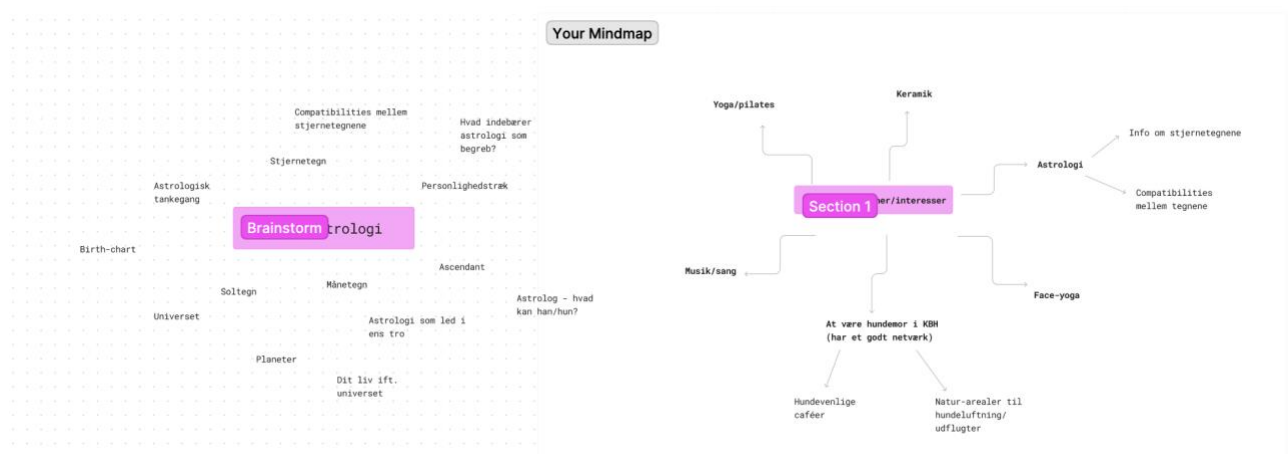 Your Mindmap
Compatibilities mellem
stjernetegnene
Hvad indebærer
astrologi som
begreb?
Stjernetegn
Astrologisk
tankegang
Personlighedstræk
Brainstorm
trologi
Birth-chart
Ascendant
Månetegn
Soltegn
Astrolog - hvad
kan han/hun?
Universet
Astrologi som led i
ens tro
Planeter
Dit liv ift.
universet
Keramik
Yoga/pilates
Info om stjernetegnene
Astrologi
Compatibilities
mellem tegnene
Section 1
er/interesser
Musik/sang
Face-yoga
At være hundemor i KBH
(har et godt netværk)
Hundevenlige
caféer
Natur-arealer til
hundeluftning/
udflugter